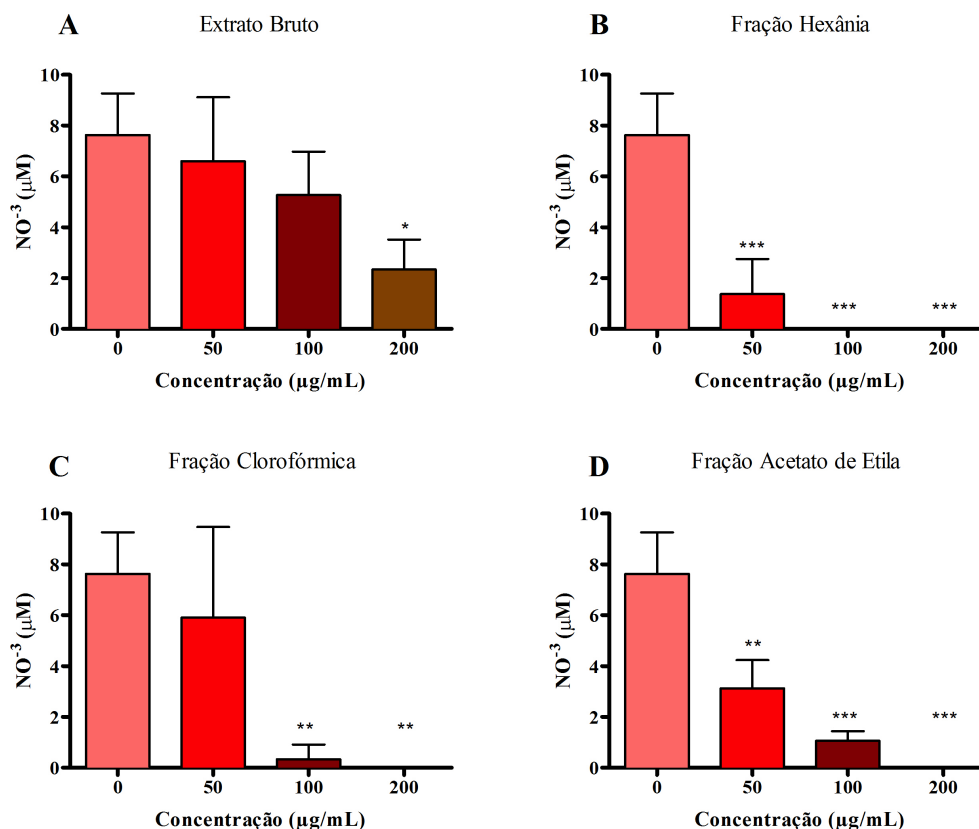 A Extrato Bruto
10
8
6
4
2
0
NO⁻³ (μM)
*
0 50 100 200
Concentração (μg/mL)
B Fração Hexânia
10
8
6
4
2
0
NO⁻³ (μM)
*** *** ***
0 50 100 200
Concentração (μg/mL)
C Fração Clorofórmica
10
8
6
4
2
0
NO⁻³ (μM)
** **
0 50 100 200
Concentração (μg/mL)
D Fração Acetato de Etila
10
8
6
4
2
0
NO⁻³ (μM)
** *** ***
0 50 100 200
Concentração (μg/mL)